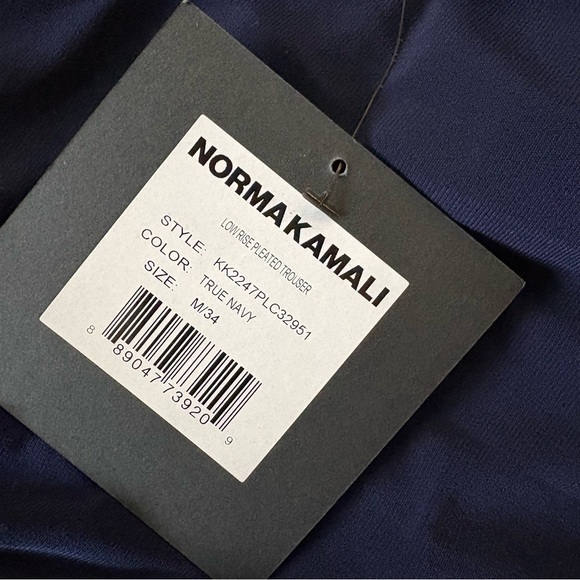 NORMA KAMALI
LOW RISE PLEATED TROUSER
STYLE: KK2247PLC32951
COLOR: TRUE NAVY
SIZE: M/34
8 89047 73920 9